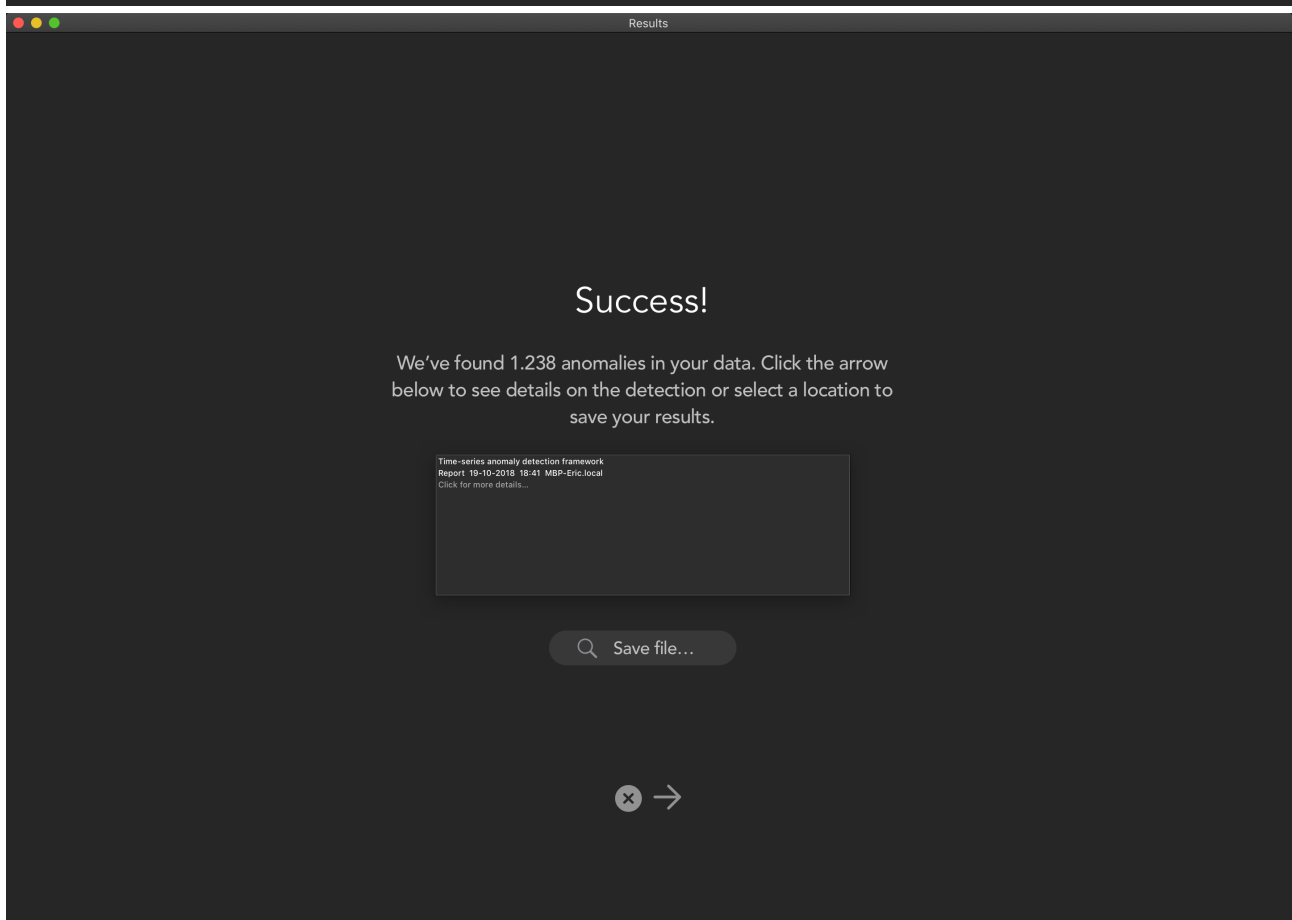 Results
Success!
We’ve found 1.238 anomalies in your data. Click the arrow
below to see details on the detection or select a location to
save your results.
Time-series anomaly detection framework
Report 19-10-2018 18:41 MBP-Eric.local
Click for more details...
Save file…